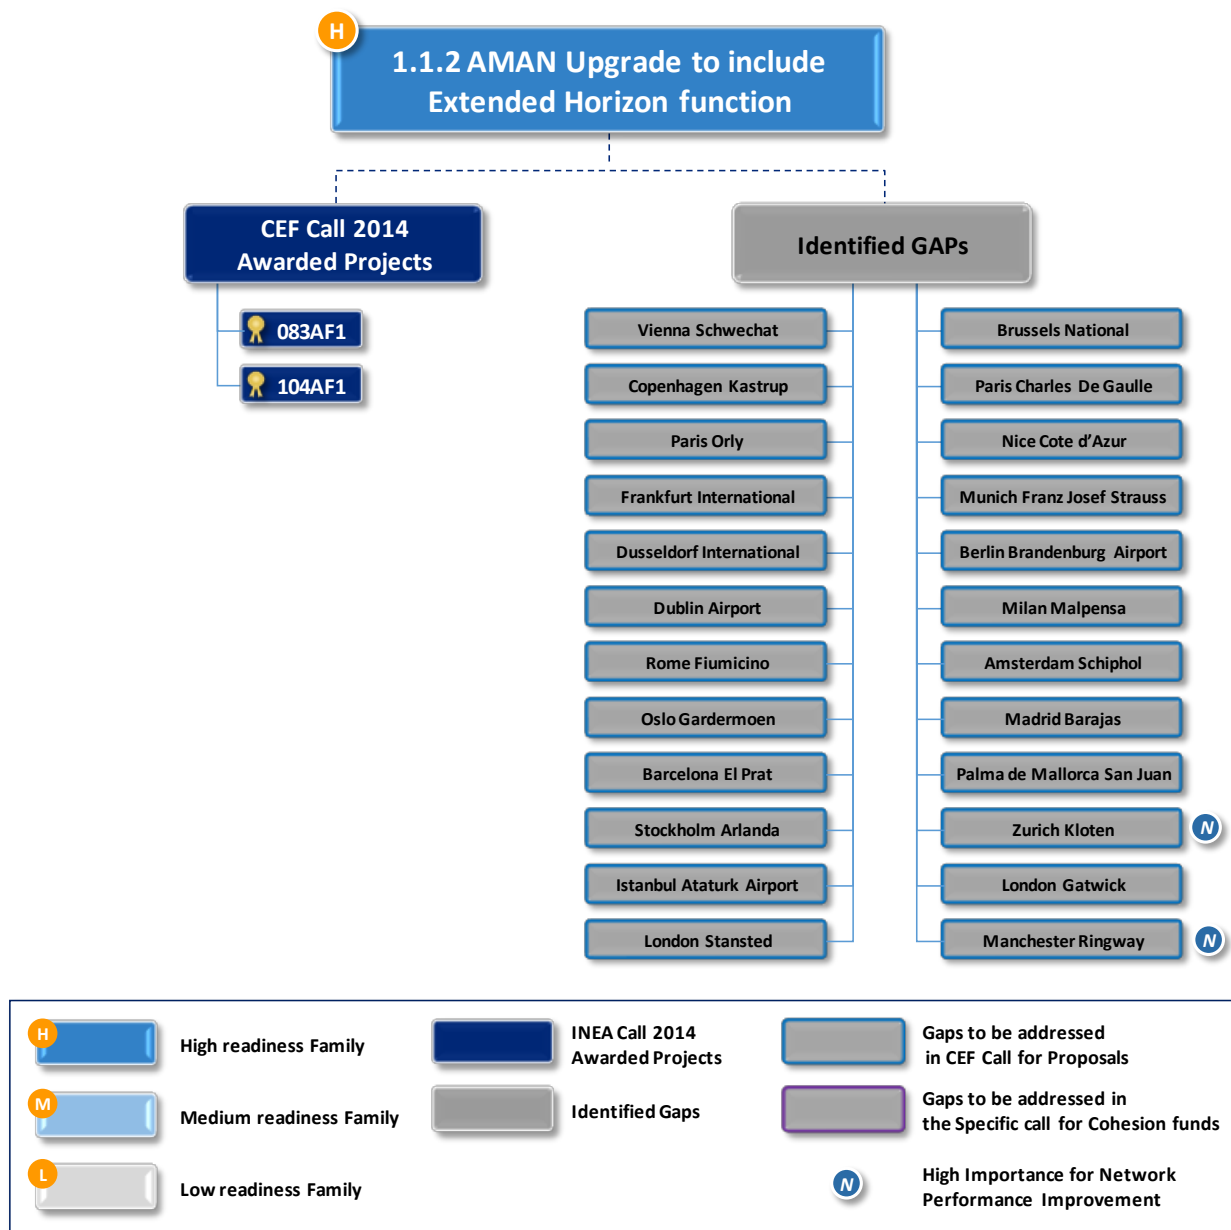 H
1.1.2 AMAN Upgrade to include
Extended Horizon function
CEF Call 2014
Awarded Projects
083AF1
104AF1
Identified GAPs
Vienna Schwechat
Brussels National
Copenhagen Kastrup
Paris Charles De Gaulle
Paris Orly
Nice Cote d’Azur
Frankfurt International
Munich Franz Josef Strauss
Dusseldorf International
Berlin Brandenburg Airport
Dublin Airport
Milan Malpensa
Rome Fiumicino
Amsterdam Schiphol
Oslo Gardermoen
Madrid Barajas
Barcelona El Prat
Palma de Mallorca San Juan
Stockholm Arlanda
Zurich Kloten
N
Istanbul Ataturk Airport
London Gatwick
London Stansted
Manchester Ringway
N
H
High readiness Family
M
Medium readiness Family
L
Low readiness Family
INEA Call 2014
Awarded Projects
Identified Gaps
Gaps to be addressed
in CEF Call for Proposals
Gaps to be addressed in
the Specific call for Cohesion funds
N
High Importance for Network
Performance Improvement